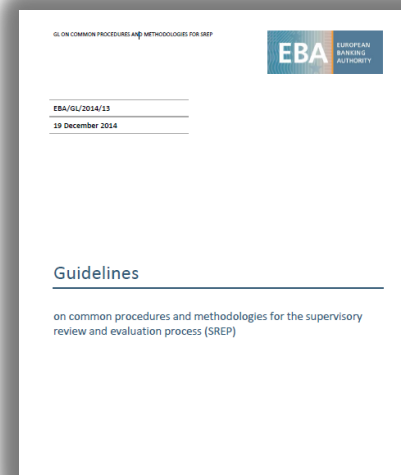 GL ON COMMON PROCEDURES AND METHODOLOGIES FOR SREP
EBA EUROPEAN
BANKING
AUTHORITY
EBA/GL/2014/13
19 December 2014
Guidelines
on common procedures and methodologies for the supervisory
review and evaluation process (SREP)